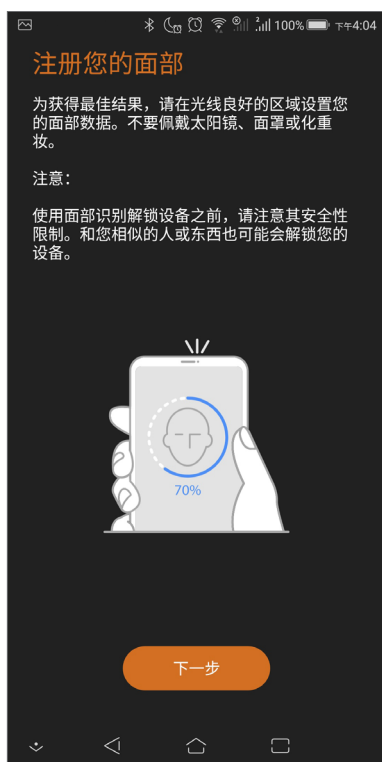 100% 下午4:04
注册您的面部
为获得最佳结果，请在光线良好的区域设置您
的面部数据。不要佩戴太阳镜、面罩或化重
妆。
注意：
使用面部识别解锁设备之前，请注意其安全性
限制。和您相似的人或东西也可能会解锁您的
设备。
70%
下一步